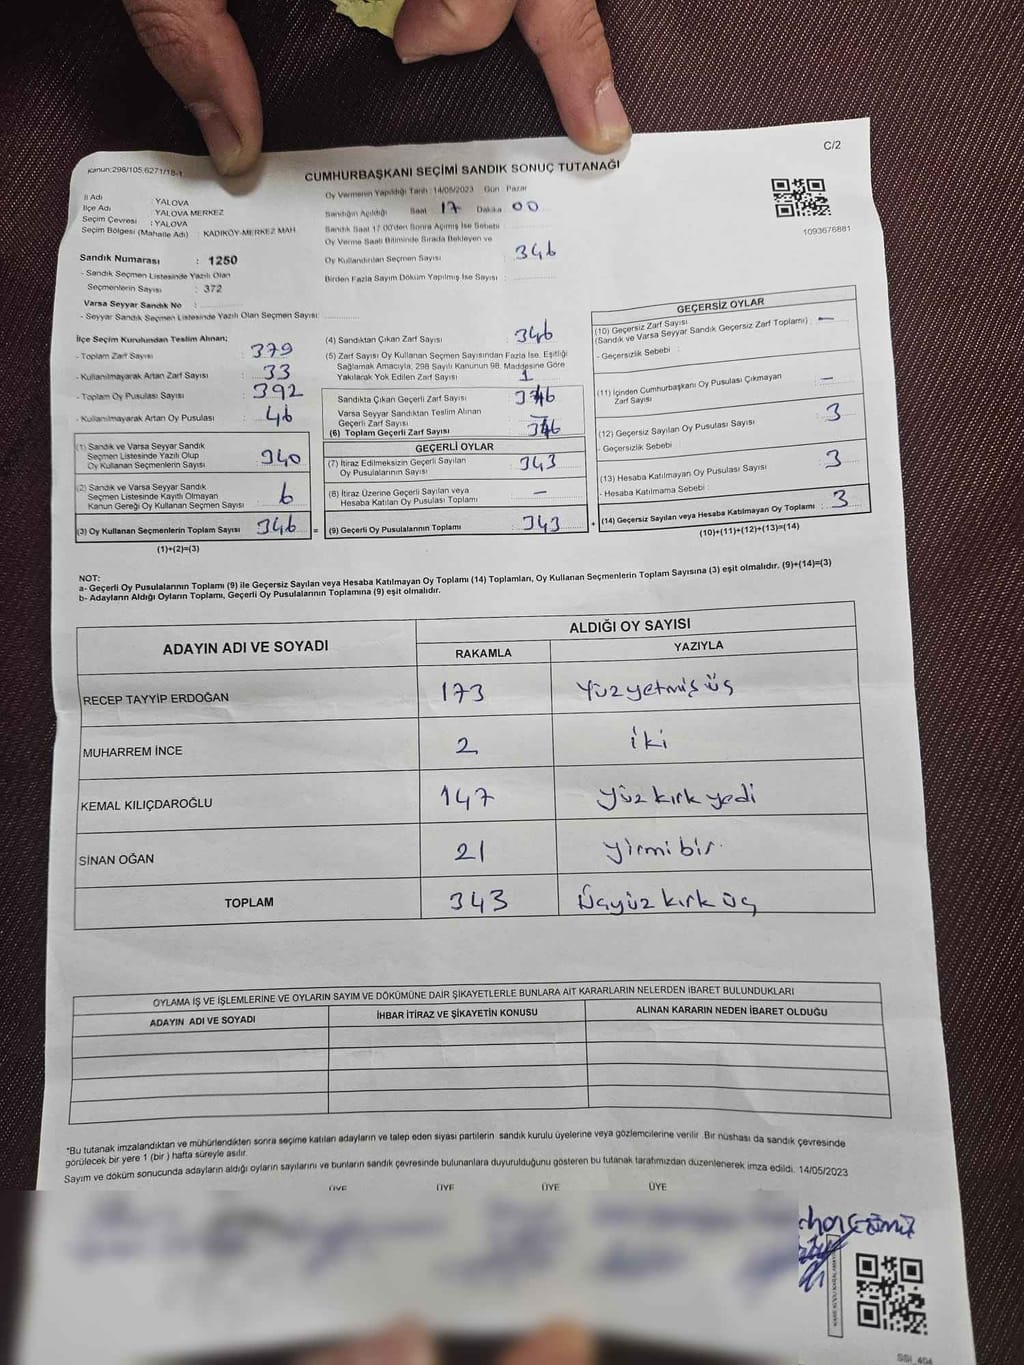 C/2
Kanun:298/105,6271/18-1
CUMHURBAŞKANI SEÇİMİ SANDIK SONUÇ TUTANAĞI
1093676881
İl Adı : YALOVA
İlçe Adı : YALOVA MERKEZ
Seçim Çevresi : YALOVA
Seçim Bölgesi (Mahalle Adı) : KADIKÖY-MERKEZ MAH
Oy Vermenin Yapıldığı Tarih : 14/05/2023 Gün : Pazar
Sandığın Açıldığı Saat 17 Dakika 00
Sandık Saat 17.00'den Sonra Açılmış İse Sebebi :
Oy Verme Saati Bitiminde Sırada Bekleyen ve
Oy Kullandırılan Seçmen Sayısı : 346
Birden Fazla Sayım Döküm Yapılmış İse Sayısı :
Sandık Numarası : 1250
- Sandık Seçmen Listesinde Yazılı Olan
Seçmenlerin Sayısı : 372
Varsa Seyyar Sandık No :
- Seyyar Sandık Seçmen Listesinde Yazılı Olan Seçmen Sayısı:
İlçe Seçim Kurulundan Teslim Alınan;
- Toplam Zarf Sayısı : 379
- Kullanılmayarak Artan Zarf Sayısı : 33
- Toplam Oy Pusulası Sayısı : 392
- Kullanılmayarak Artan Oy Pusulası : 46
(1) Sandık ve Varsa Seyyar Sandık
Seçmen Listesinde Yazılı Olup
Oy Kullanan Seçmenlerin Sayısı : 340
(2) Sandık ve Varsa Seyyar Sandık
Seçmen Listesinde Kayıtlı Olmayan
Kanun Gereği Oy Kullanan Seçmen Sayısı : 6
(3) Oy Kullanan Seçmenlerin Toplam Sayısı : 346 =
(1)+(2)=(3)
(4) Sandıktan Çıkan Zarf Sayısı : 346
(5) Zarf Sayısı Oy Kullanan Seçmen Sayısından Fazla İse, Eşitliği
Sağlamak Amacıyla, 298 Sayılı Kanunun 98. Maddesine Göre
Yakılarak Yok Edilen Zarf Sayısı : 1
Sandıkta Çıkan Geçerli Zarf Sayısı : 346
Varsa Seyyar Sandıktan Teslim Alınan
Geçerli Zarf Sayısı : –
(6) Toplam Geçerli Zarf Sayısı : 346
GEÇERLİ OYLAR
(7) İtiraz Edilmeksizin Geçerli Sayılan
Oy Pusulalarının Sayısı : 343
(8) İtiraz Üzerine Geçerli Sayılan veya
Hesaba Katılan Oy Pusulası Toplamı : –
(9) Geçerli Oy Pusulalarının Toplamı : 343 +
GEÇERSİZ OYLAR
(10) Geçersiz Zarf Sayısı
(Sandık ve Varsa Seyyar Sandık Geçersiz Zarf Toplamı) : –
- Geçersizlik Sebebi :
(11) İçinden Cumhurbaşkanı Oy Pusulası Çıkmayan
Zarf Sayısı : –
(12) Geçersiz Sayılan Oy Pusulası Sayısı : 3
- Geçersizlik Sebebi :
(13) Hesaba Katılmayan Oy Pusulası Sayısı : 3
- Hesaba Katılmama Sebebi :
(14) Geçersiz Sayılan veya Hesaba Katılmayan Oy Toplamı : 3
(10)+(11)+(12)+(13)=(14)
NOT:
a- Geçerli Oy Pusulalarının Toplamı (9) ile Geçersiz Sayılan veya Hesaba Katılmayan Oy Toplamı (14) Toplamları, Oy Kullanan Seçmenlerin Toplam Sayısına (3) eşit olmalıdır. (9)+(14)=(3)
b- Adayların Aldığı Oyların Toplamı, Geçerli Oy Pusulalarının Toplamına (9) eşit olmalıdır.
ADAYIN ADI VE SOYADI
ALDIĞI OY SAYISI
RAKAMLA YAZIYLA
RECEP TAYYİP ERDOĞAN 173 Yüzyetmiş üç
MUHARREM İNCE 2 iki
KEMAL KILIÇDAROĞLU 147 Yüz kırk yedi
SİNAN OĞAN 21 yirmi bir
TOPLAM 343 Üçyüz kırk üç
OYLAMA İŞ VE İŞLEMLERİNE VE OYLARIN SAYIM VE DÖKÜMÜNE DAİR ŞİKAYETLERLE BUNLARA AİT KARARLARIN NELERDEN İBARET BULUNDUKLARI
ADAYIN ADI VE SOYADI İHBAR İTİRAZ VE ŞİKAYETİN KONUSU ALINAN KARARIN NEDEN İBARET OLDUĞU
*Bu tutanak imzalandıktan ve mühürlendikten sonra seçime katılan adayların ve talep eden siyasi partilerin sandık kurulu üyelerine veya gözlemcilerine verilir. Bir nüshası da sandık çevresinde
görülecek bir yere 1 (bir) hafta süreyle asılır.
Sayım ve döküm sonucunda adayların aldığı oyların sayılarını ve bunların sandık çevresinde bulunanlara duyurulduğunu gösteren bu tutanak tarafımızdan düzenlenerek imza edildi. 14/05/2023
ÜYE ÜYE ÜYE ÜYE